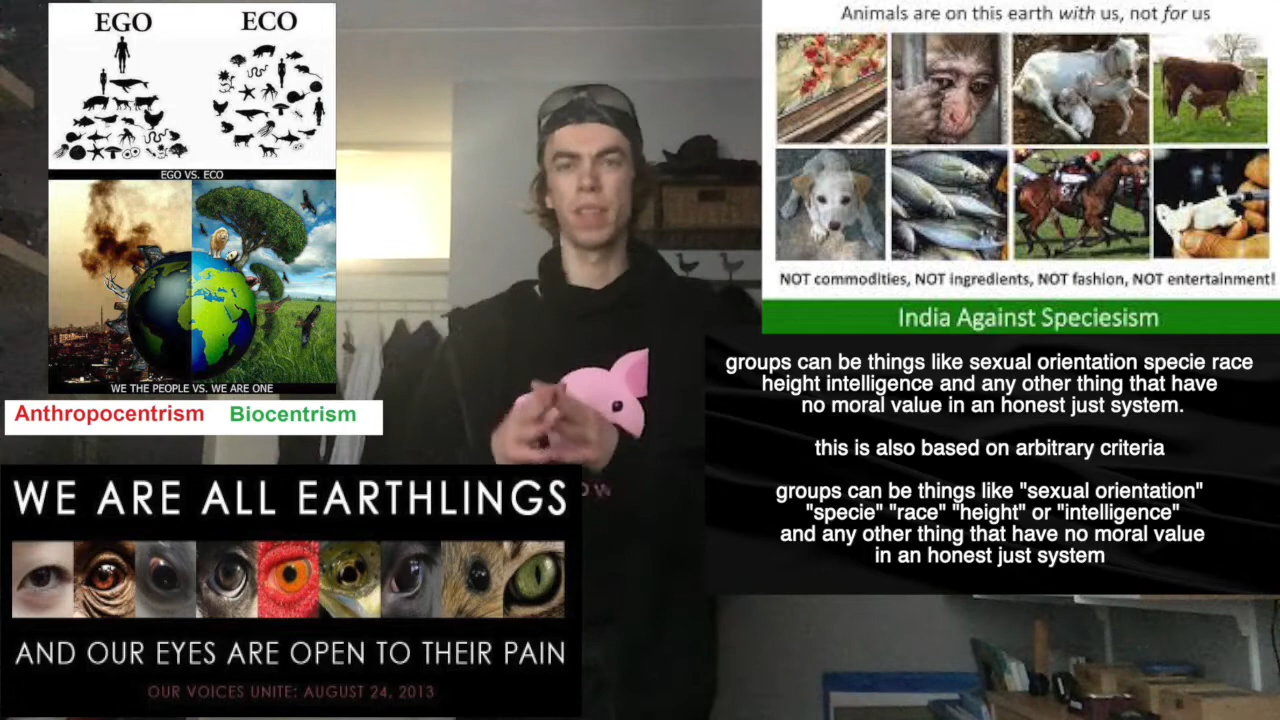 EGO
ECO
EGO VS. ECO
WE THE PEOPLE VS. WE ARE ONE
Anthropocentrism
Biocentrism
WE ARE ALL EARTHLINGS
AND OUR EYES ARE OPEN TO THEIR PAIN
OUR VOICES UNITE: AUGUST 24, 2013
Animals are on this earth with us, not for us
NOT commodities, NOT ingredients, NOT fashion, NOT entertainment!
India Against Speciesism
groups can be things like sexual orientation specie race
height intelligence and any other thing that have
no moral value in an honest just system.
this is also based on arbitrary criteria
groups can be things like "sexual orientation"
"specie" "race" "height" or "intelligence"
and any other thing that have no moral value
in an honest just system